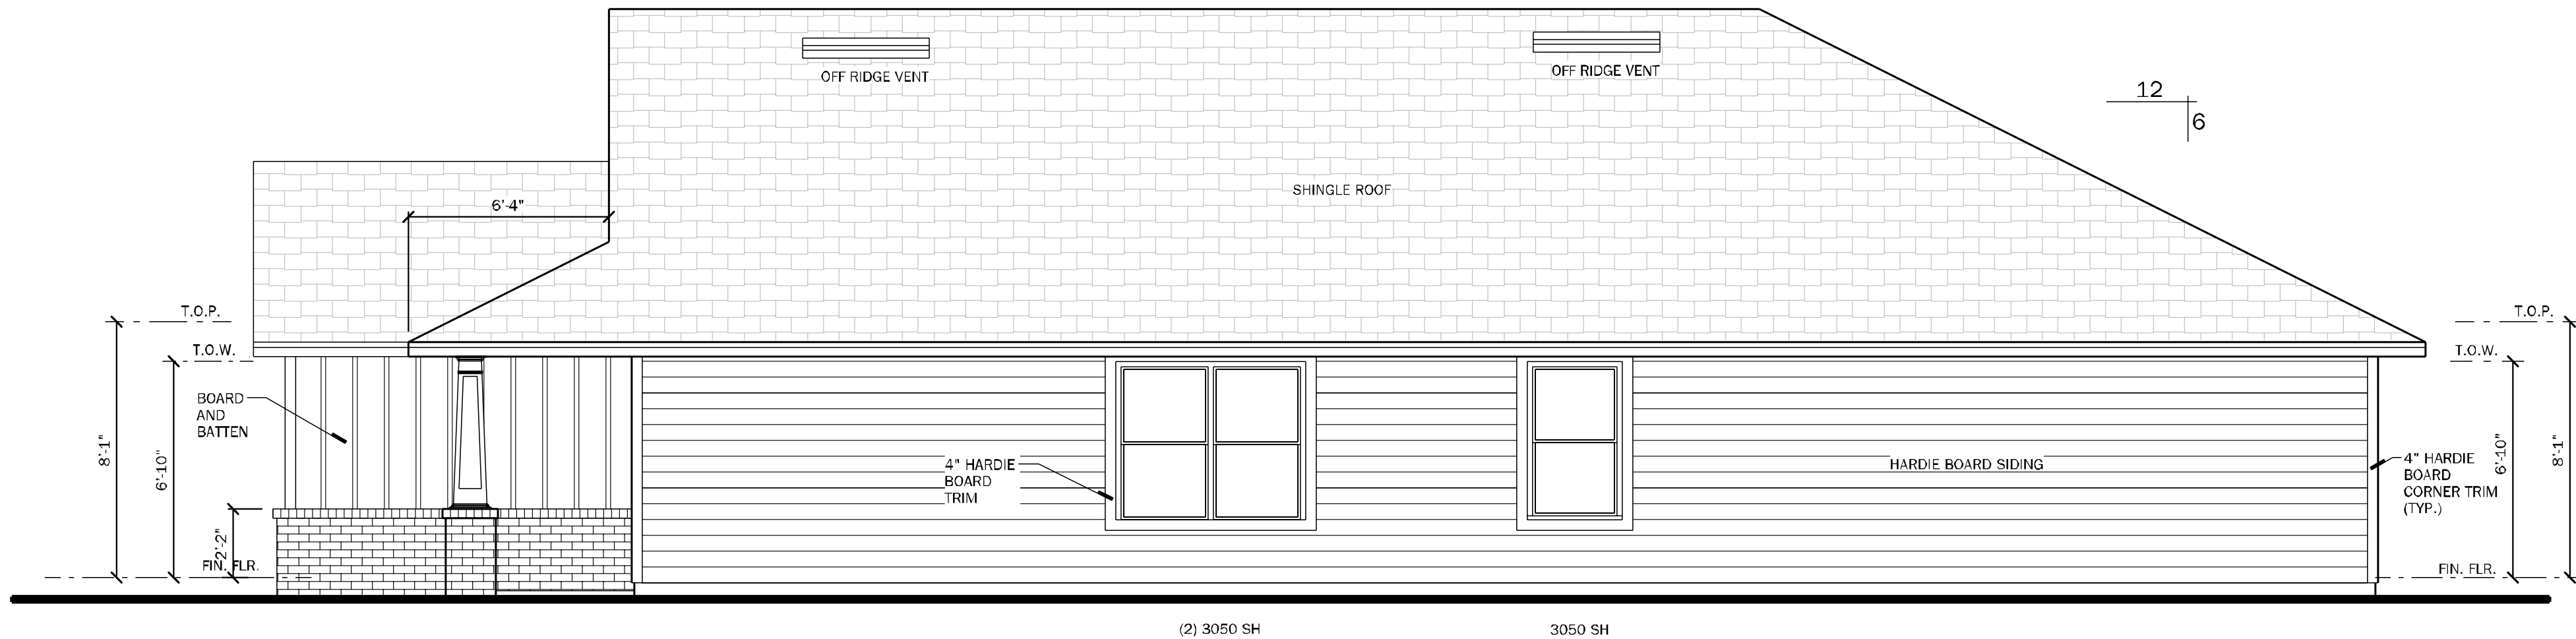 OFF RIDGE VENT
OFF RIDGE VENT
12
6
SHINGLE ROOF
6'-4"
T.O.P.
T.O.P.
T.O.W.
T.O.W.
BOARD
AND
BATTEN
8'-1"
6'-10"
2'-2"
FIN. FLR.
4" HARDIE
BOARD
TRIM
HARDIE BOARD SIDING
4" HARDIE
BOARD
CORNER TRIM
(TYP.)
6'-10"
8'-1"
FIN. FLR.
(2) 3050 SH
3050 SH